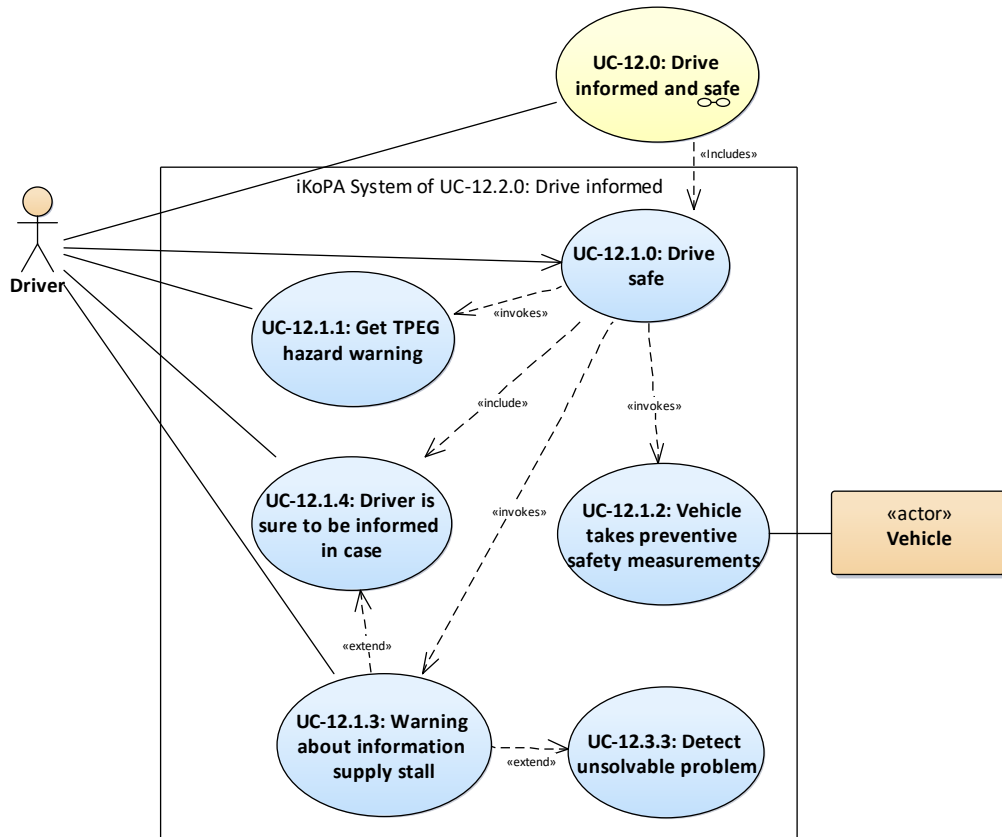 UC-12.0: Drive
informed and safe
«Includes»
iKoPA System of UC-12.2.0: Drive informed
Driver
UC-12.1.0: Drive
safe
«invokes»
UC-12.1.1: Get TPEG
hazard warning
«include»
«invokes»
«invokes»
UC-12.1.4: Driver is
sure to be informed
in case
UC-12.1.2: Vehicle
takes preventive
safety measurements
«actor»
Vehicle
«extend»
UC-12.1.3: Warning
about information
supply stall
«extend»
UC-12.3.3: Detect
unsolvable problem